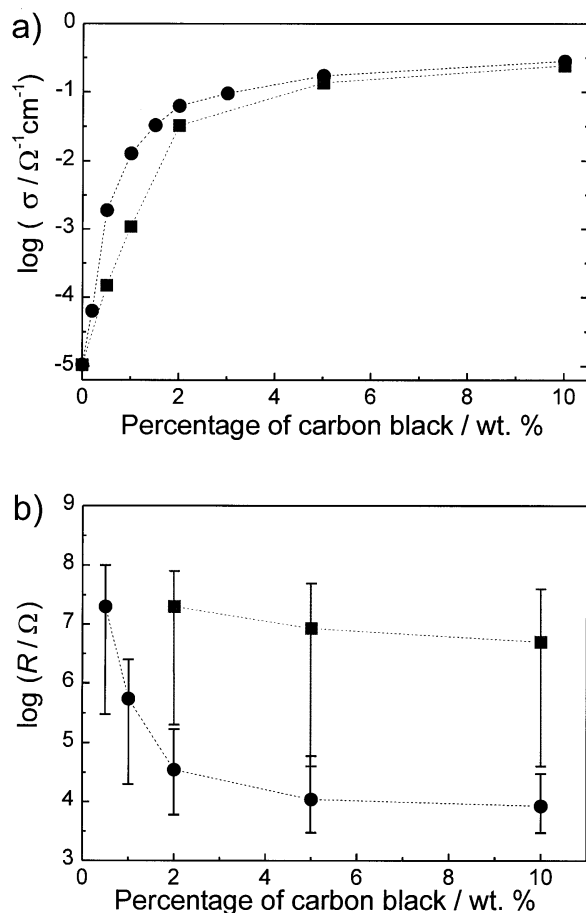 a)
0
-1
-2
-3
-4
-5
log ( σ / Ω⁻¹cm⁻¹)
0 2 4 6 8 10
Percentage of carbon black / wt. %
b)
9
8
7
6
5
4
3
log (R / Ω)
0 2 4 6 8 10
Percentage of carbon black / wt. %